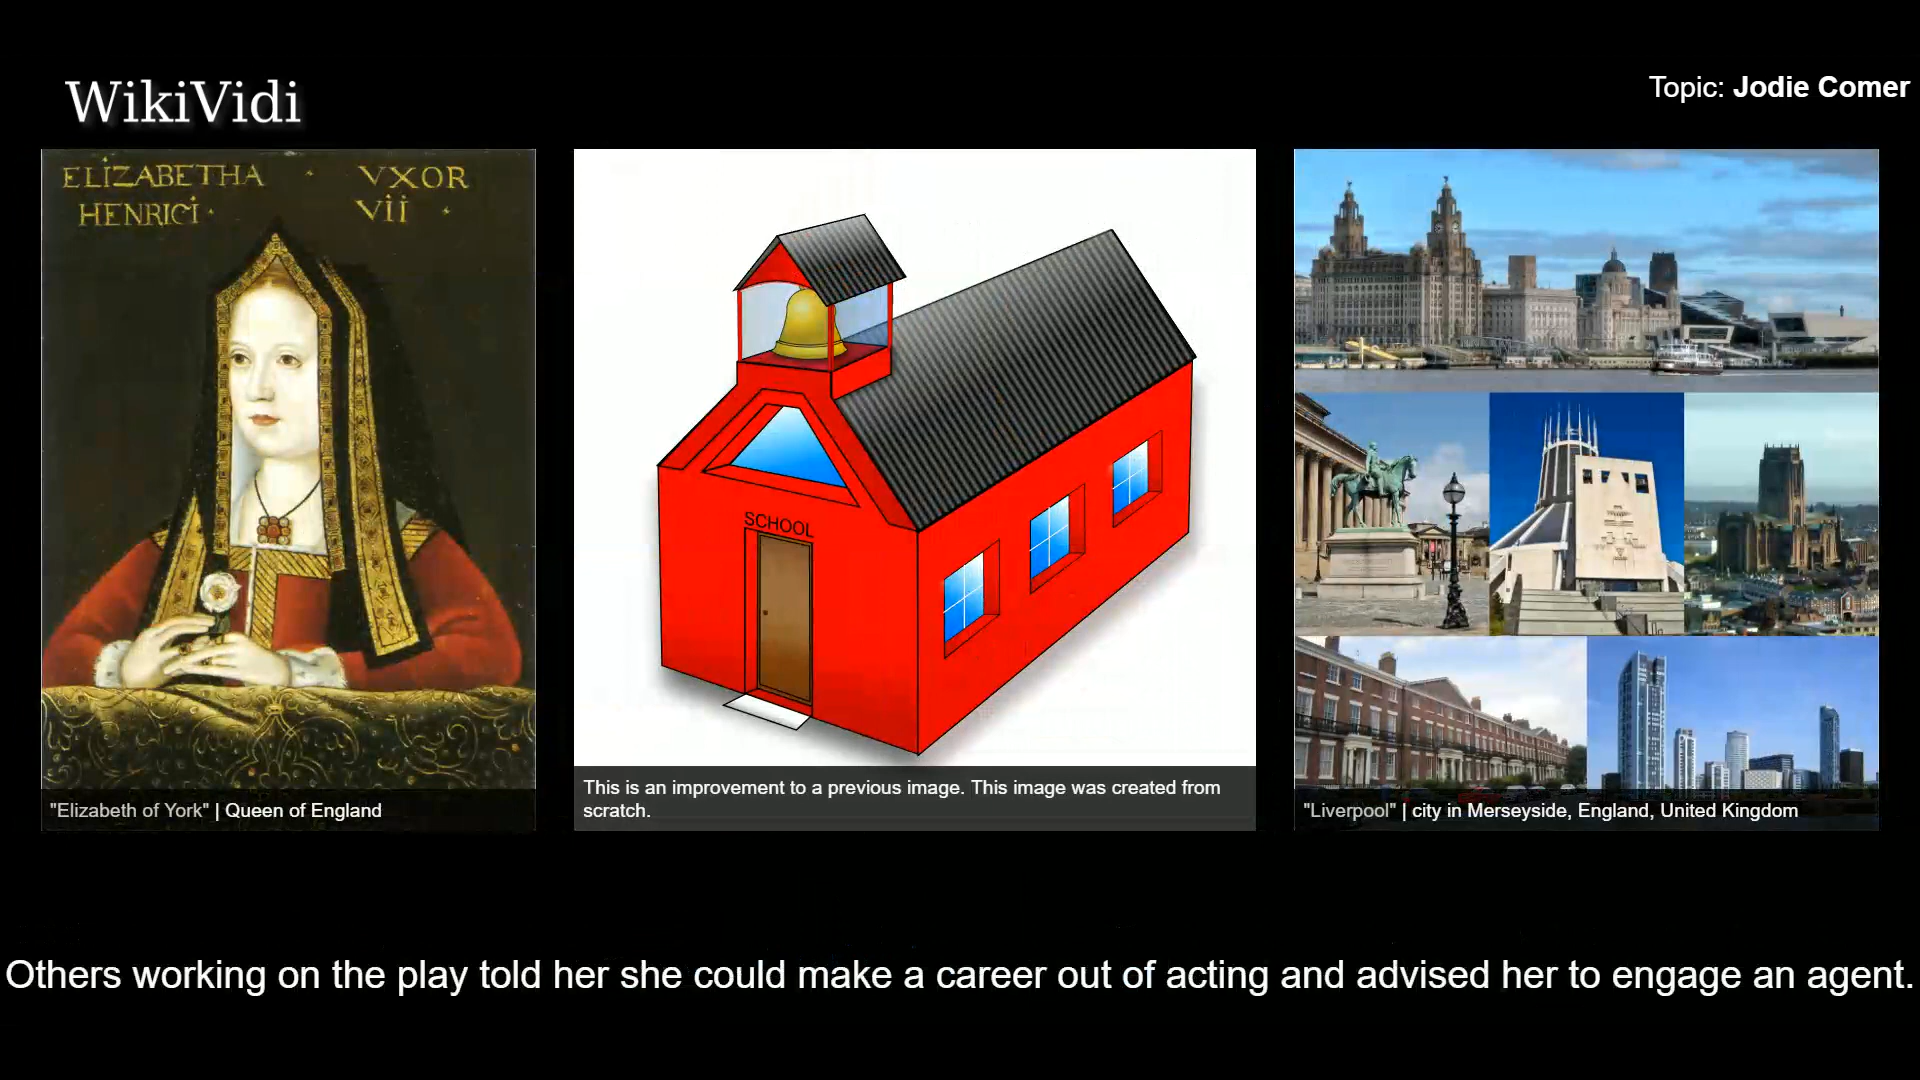 WikiVidi
Topic: Jodie Comer
ELIZABETHA VXOR
HENRICI VII
"Elizabeth of York" | Queen of England
SCHOOL
This is an improvement to a previous image. This image was created from
scratch.
"Liverpool" | city in Merseyside, England, United Kingdom
Others working on the play told her she could make a career out of acting and advised her to engage an agent.